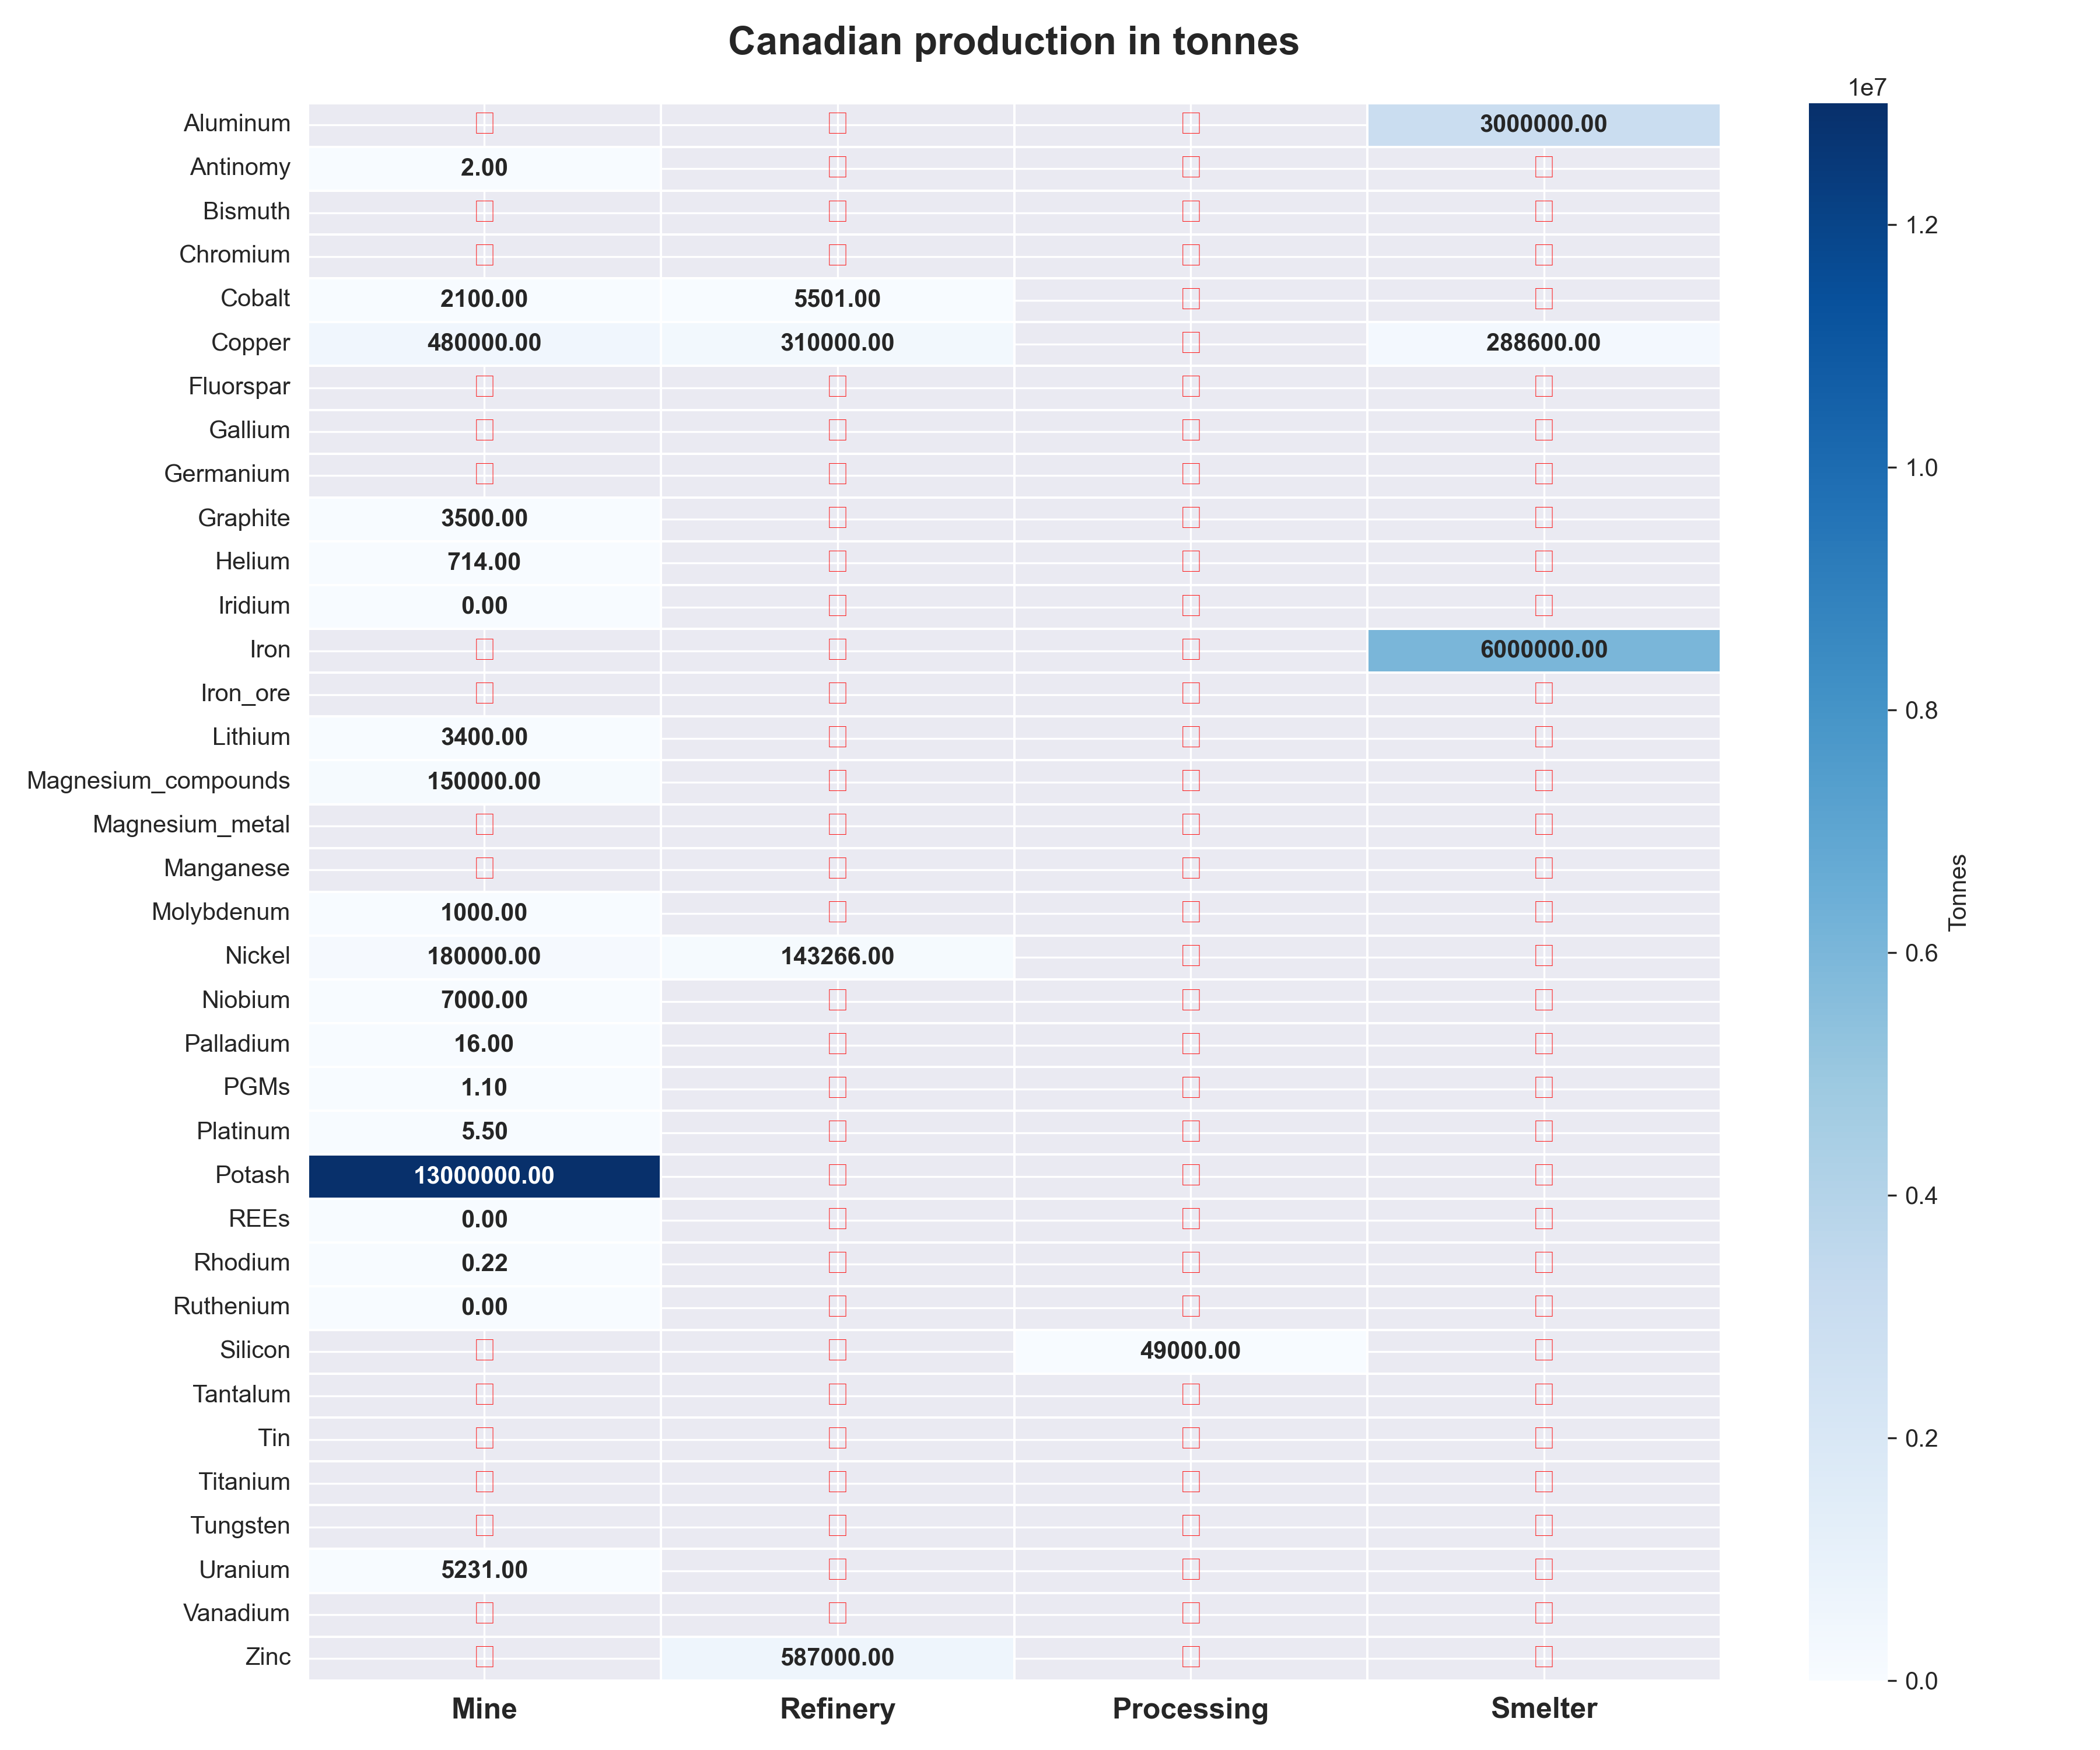 Canadian production in tonnes
1e7
Aluminum 3000000.00
Antinomy 2.00
Bismuth
Chromium
Cobalt 2100.00 5501.00
Copper 480000.00 310000.00 288600.00
Fluorspar
Gallium
Germanium
Graphite 3500.00
Helium 714.00
Iridium 0.00
Iron 6000000.00
Iron_ore
Lithium 3400.00
Magnesium_compounds 150000.00
Magnesium_metal
Manganese
Molybdenum 1000.00
Nickel 180000.00 143266.00
Niobium 7000.00
Palladium 16.00
PGMs 1.10
Platinum 5.50
Potash 13000000.00
REEs 0.00
Rhodium 0.22
Ruthenium 0.00
Silicon 49000.00
Tantalum
Tin
Titanium
Tungsten
Uranium 5231.00
Vanadium
Zinc 587000.00
Mine Refinery Processing Smelter
1.2
1.0
0.8
0.6
0.4
0.2
0.0
Tonnes